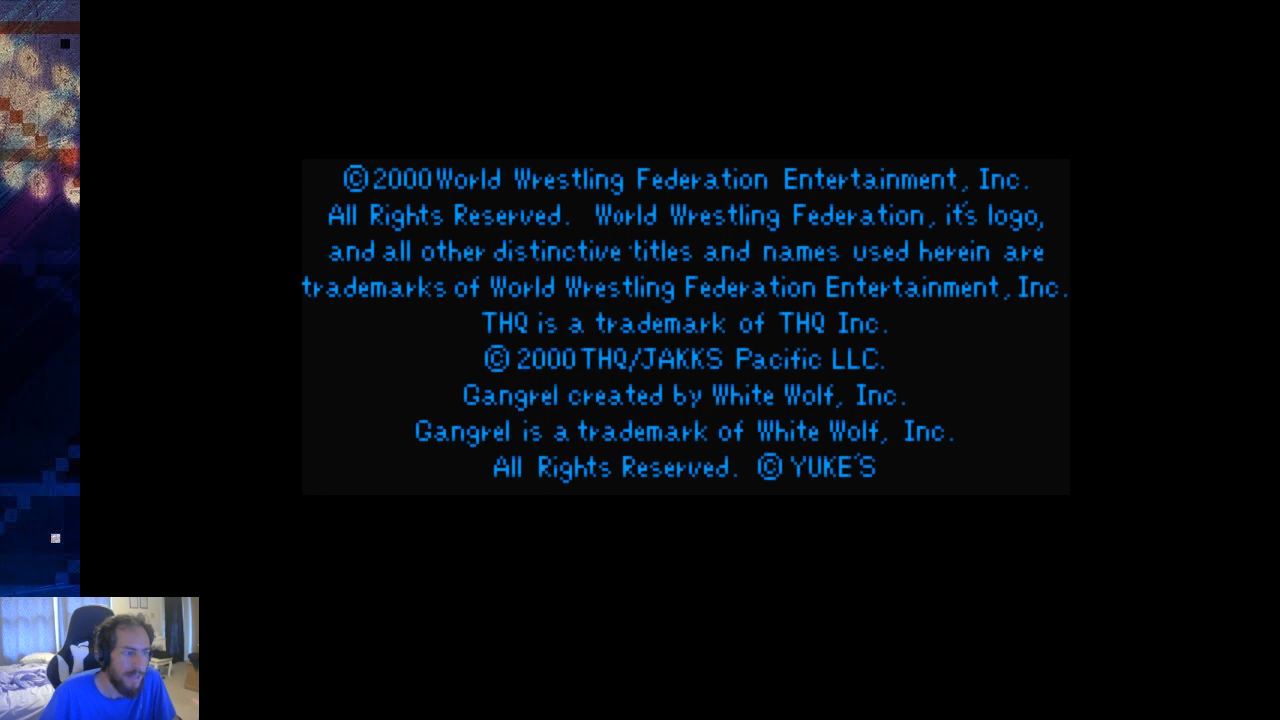 ©2000 World Wrestling Federation Entertainment, Inc.
All Rights Reserved. World Wrestling Federation, it's logo,
and all other distinctive titles and names used herein are
trademarks of World Wrestling Federation Entertainment, Inc.
THQ is a trademark of THQ Inc.
© 2000 THQ/JAKKS Pacific LLC.
Gangrel created by White Wolf, Inc.
Gangrel is a trademark of White Wolf, Inc.
All Rights Reserved. © YUKE'S